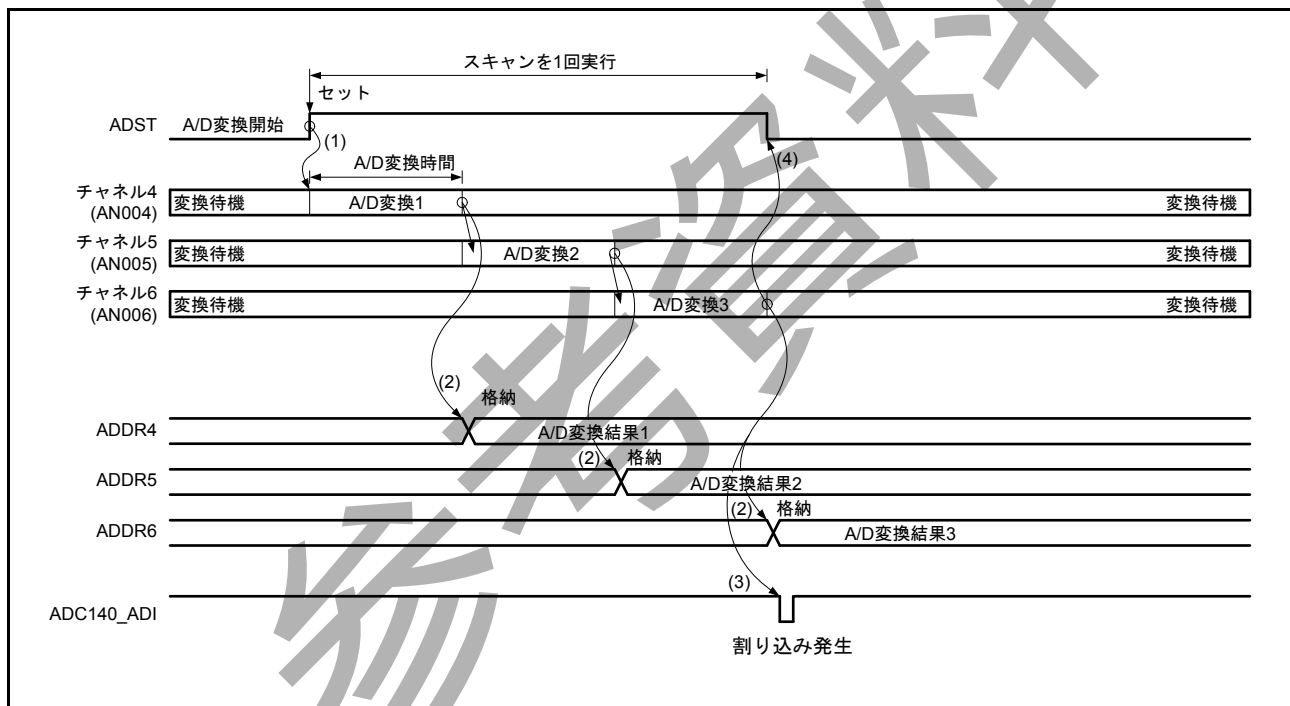 スキャンを1回実行
セット
ADST A/D変換開始
(1)
(4)
A/D変換時間
チャネル4
(AN004)
変換待機 A/D変換1 変換待機
チャネル5
(AN005)
変換待機 A/D変換2 変換待機
チャネル6
(AN006)
変換待機 A/D変換3 変換待機
(2) 格納
ADDR4 A/D変換結果1
(2) 格納
ADDR5 A/D変換結果2
(2) 格納
ADDR6 A/D変換結果3
(3)
ADC140_ADI
割り込み発生
参考資料